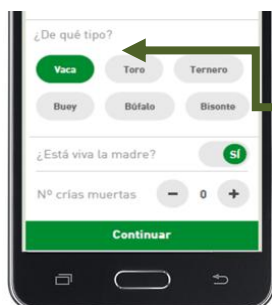 ¿De qué tipo?
Vaca Toro Ternero
Buey Búfalo Bisonte
¿Está viva la madre? SÍ
Nº crías muertas − 0 +
Continuar